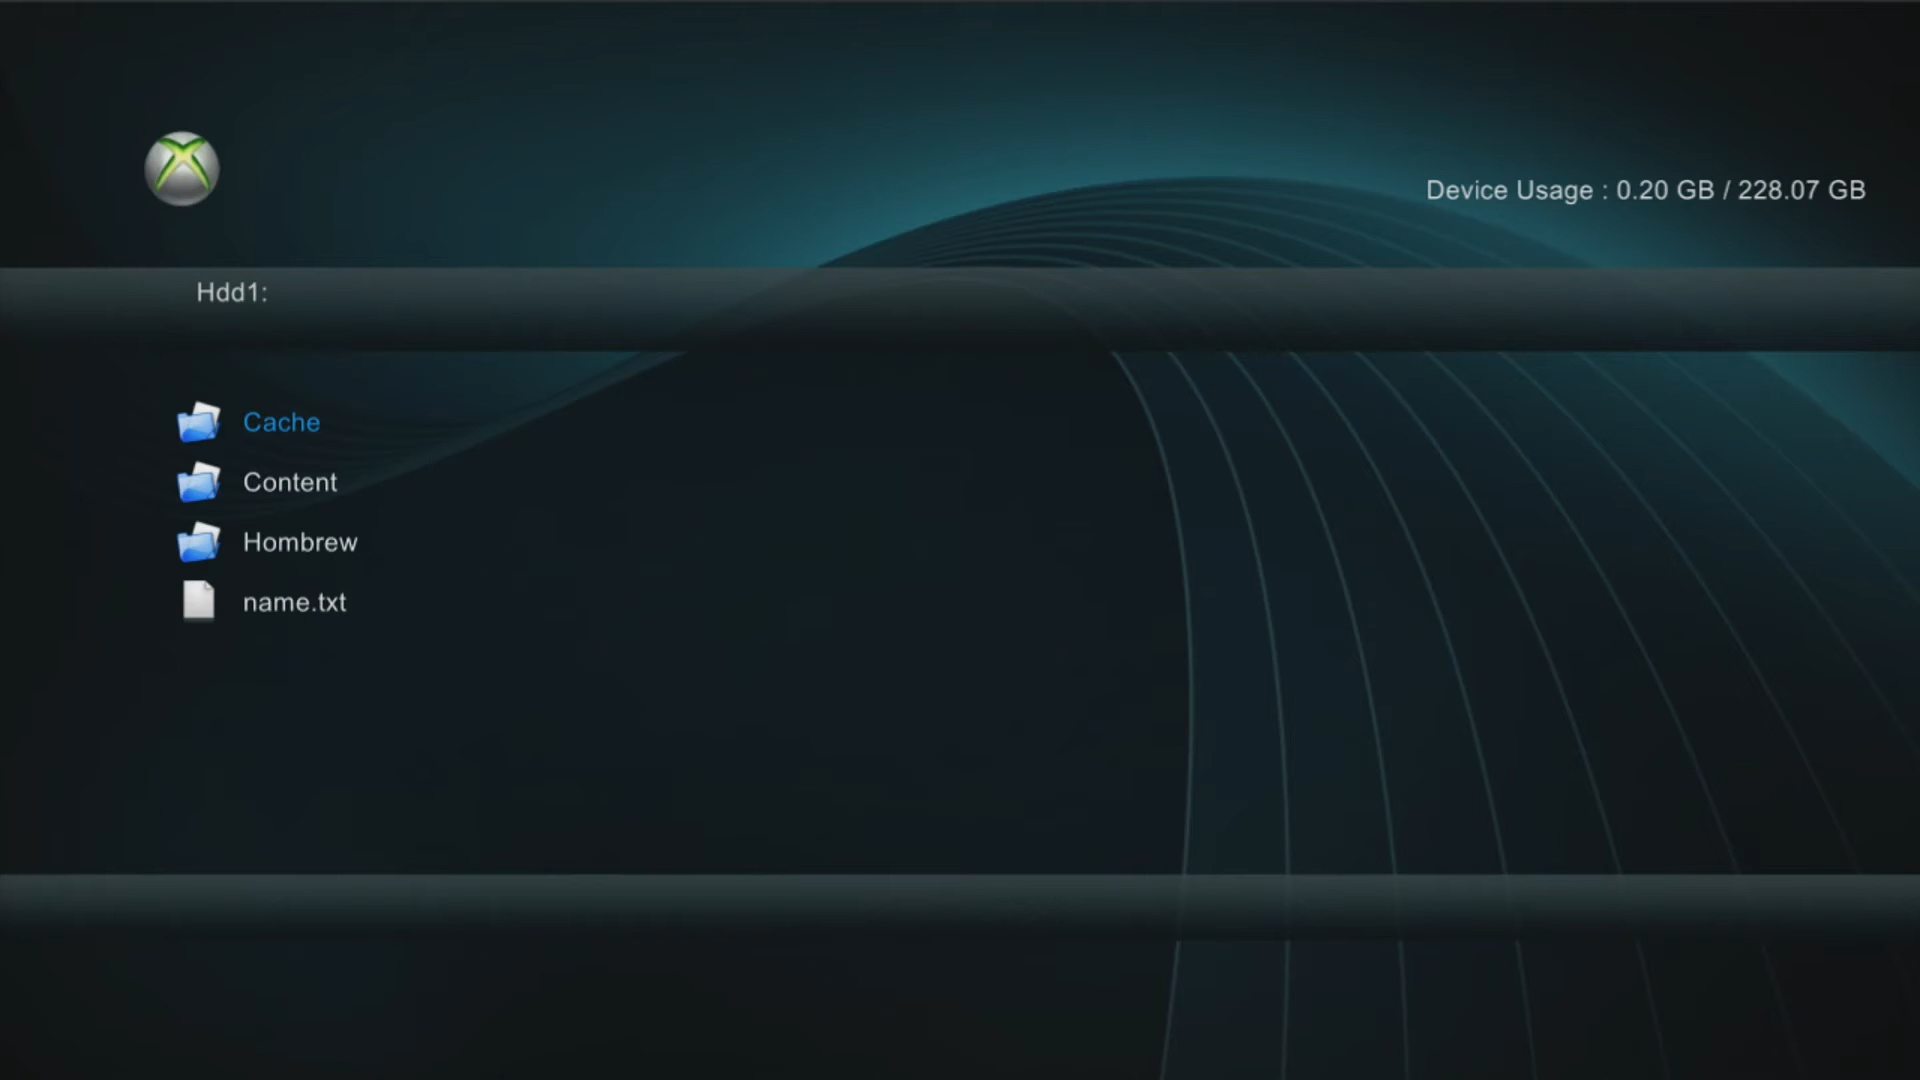 Device Usage : 0.20 GB / 228.07 GB
Hdd1:
Cache
Content
Hombrew
name.txt